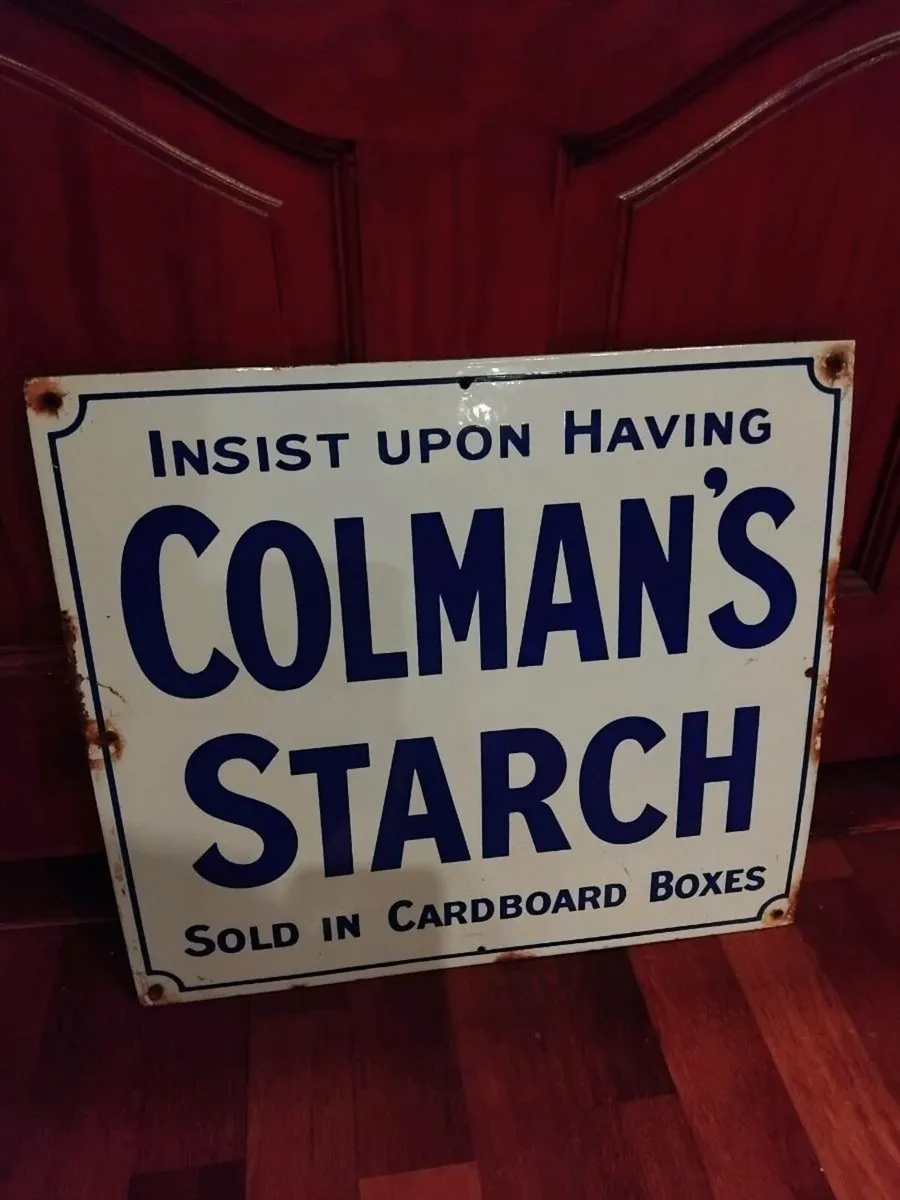 Insist upon Having
Colman's
Starch
Sold in Cardboard Boxes